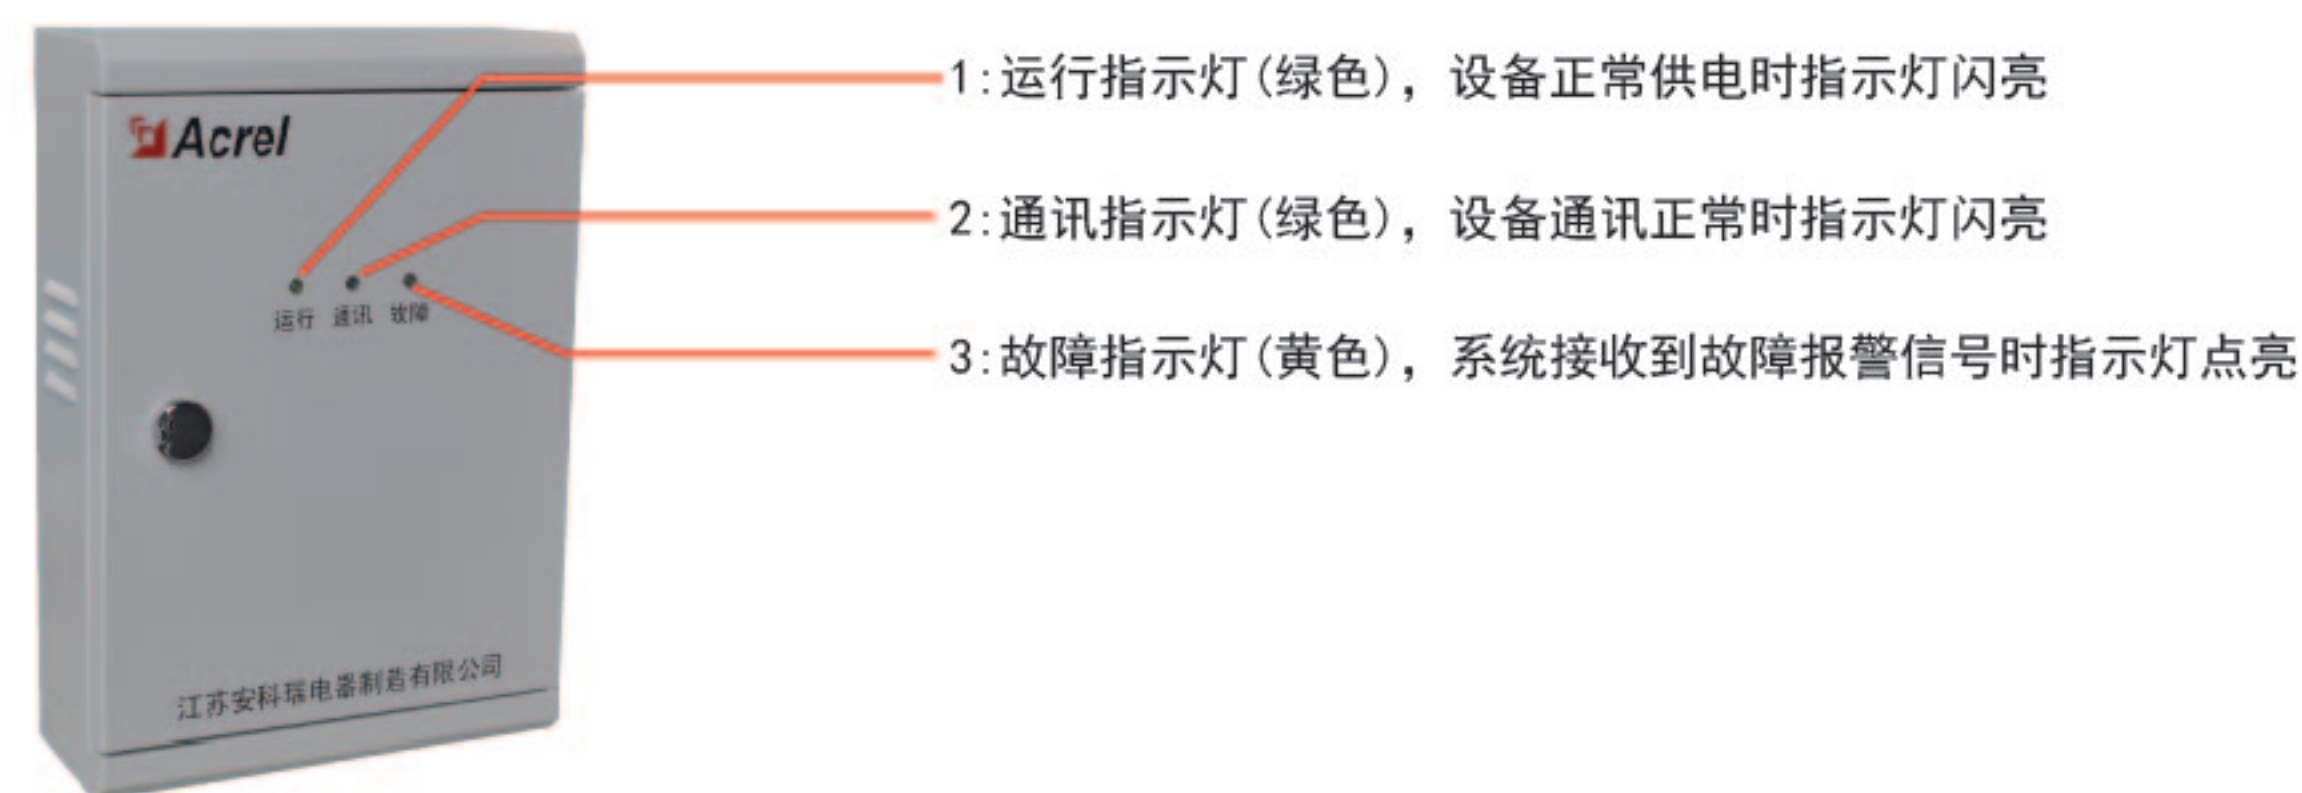 Acrel
1:运行指示灯(绿色)，设备正常供电时指示灯闪亮
2:通讯指示灯(绿色)，设备通讯正常时指示灯闪亮
运行 通讯 故障
3:故障指示灯(黄色)，系统接收到故障报警信号时指示灯点亮
江苏安科瑞电器制造有限公司